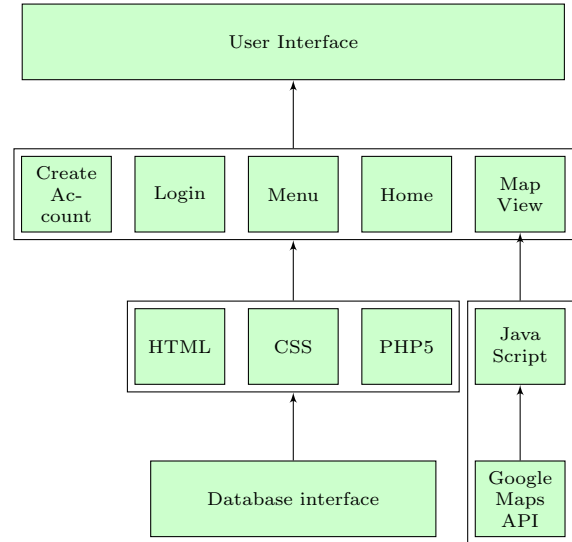 User Interface
Create
Ac-
count
Login
Menu
Home
Map
View
HTML
CSS
PHP5
Java
Script
Database interface
Google
Maps
API